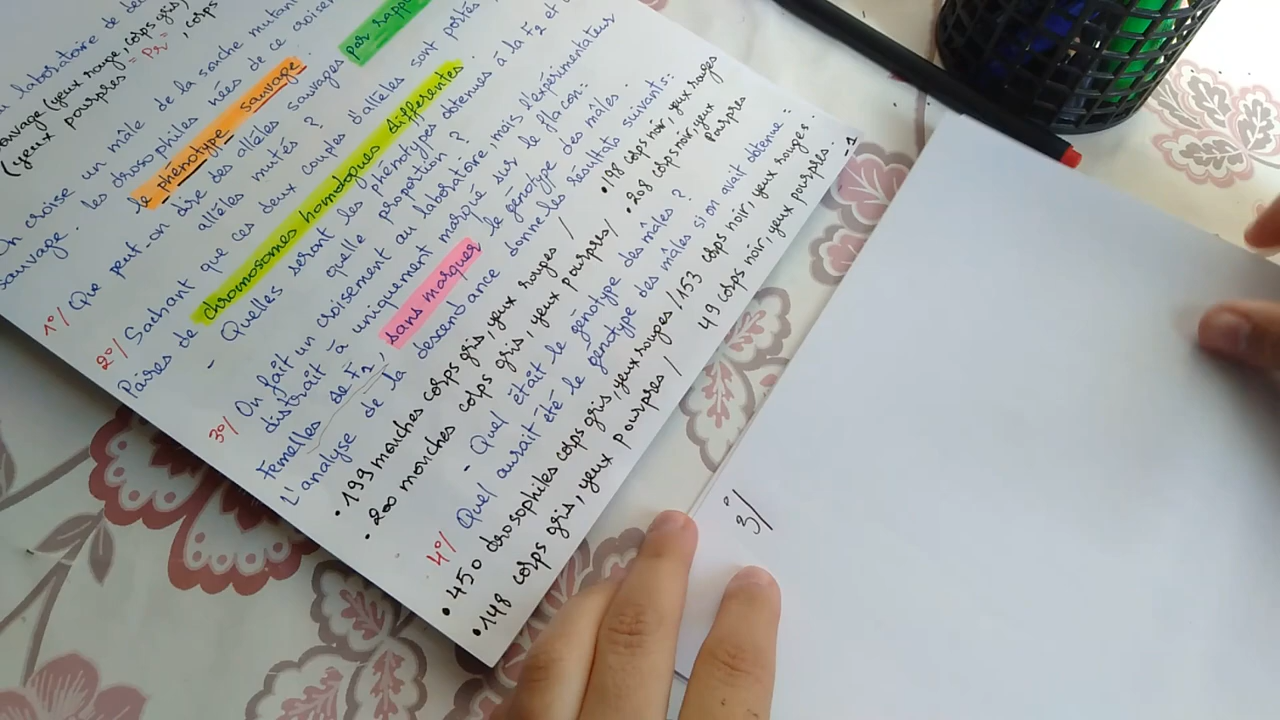 laboratoire de
sauvage (yeux rouge, corps gris)
(yeux pourpres = Pr = , corps
On croise un mâle de la souche mutan
sauvage. les drosophiles nées de ce croise
le phénotype sauvage.
1°/ Que peut-on dire des allèles sauvages par rapp
allèles mutés ?
2°/ Sachant que ces deux couples d'allèles sont portés
Paires de chromosomes homologues différentes
- Quelles seront les phénotypes obtenues à la F2 et
quelle proportion ?
3°/ On fait un croisement au laboratoire, mais l'expérimentateur
distrait à uniquement marqué sur le flacon:
Femelles de F2, sans marquer le génotype des mâles.
L'analyse de la descendance donne les résultats suivants:
• 199 mouches corps gris, yeux rouges / • 198 corps noir, yeux rouges
• 200 mouches corps gris, yeux pourpres / • 208 corps noir, yeux
pourpres
- Quel était le génotype des mâles ?
4°/ Quel aurait été le génotype des mâles si on avait obtenue:
• 450 drosophiles corps gris, yeux rouges / 153 corps noir, yeux rouges.
• 148 corps gris, yeux pourpres / 49 corps noir, yeux pourpres.
1
3°/